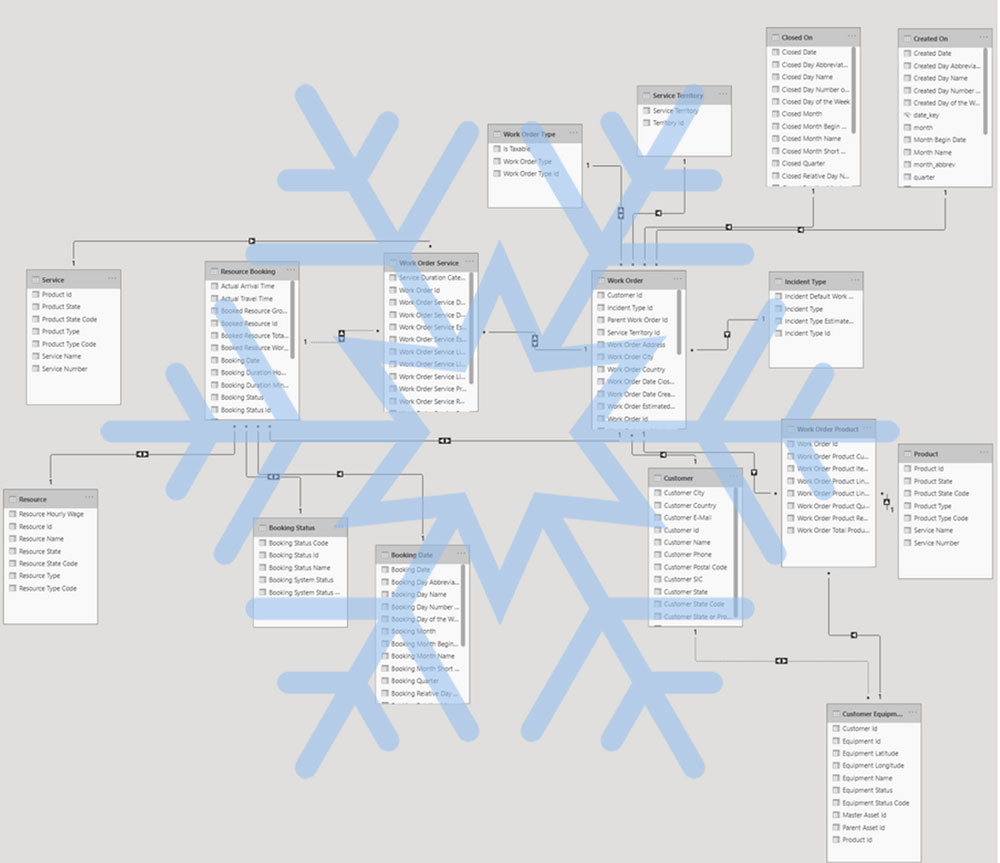 Closed On
Closed Date
Closed Day Abbreviat...
Closed Day Name
Closed Day Number o...
Closed Day of the Week
Closed Month
Closed Month Begin ...
Closed Month Name
Closed Month Short ...
Closed Quarter
Closed Relative Day N...
Created On
Created Date
Created Day Abbrevia...
Created Day Name
Created Day Number ...
Created Day of the W...
date_key
month
Month Begin Date
Month Name
month_abbrev
quarter
Service Territory
Service Territory
Territory Id
Work Order Type
Is Taxable
Work Order Type
Work Order Type Id
Service
Product Id
Product State
Product State Code
Product Type
Product Type Code
Service Name
Service Number
Resource Booking
Actual Arrival Time
Actual Travel Time
Booked Resource Gro...
Booked Resource Id
Booked Resource Tota...
Booked Resource Wor...
Booking Date
Booking Duration Ho...
Booking Duration Min...
Booking Status
Booking Status Id
Work Order Service
Service Duration Cate...
Work Order Id
Work Order Service D...
Work Order Service D...
Work Order Service Es...
Work Order Service Es...
Work Order Service Li...
Work Order Service Li...
Work Order Service Li...
Work Order Service Pr...
Work Order Service R...
Work Order
Customer Id
Incident Type Id
Parent Work Order Id
Service Territory Id
Work Order Address
Work Order City
Work Order Country
Work Order Date Clos...
Work Order Date Crea...
Work Order Estimated...
Work Order Id
Incident Type
Incident Default Work ...
Incident Type
Incident Type Estimate...
Incident Type Id
Work Order Product
Work Order Id
Work Order Product Cu...
Work Order Product Ite...
Work Order Product Lin...
Work Order Product Lin...
Work Order Product Qu...
Work Order Product Re...
Work Order Total Produ...
Product
Product Id
Product State
Product State Code
Product Type
Product Type Code
Service Name
Service Number
Resource
Resource Hourly Wage
Resource Id
Resource Name
Resource State
Resource State Code
Resource Type
Resource Type Code
Booking Status
Booking Status Code
Booking Status Id
Booking Status Name
Booking System Status
Booking System Status ...
Booking Date
Booking Date
Booking Day Abbrevia...
Booking Day Name
Booking Day Number ...
Booking Day of the W...
Booking Month
Booking Month Begin...
Booking Month Name
Booking Month Short ...
Booking Quarter
Booking Relative Day ...
Customer
Customer City
Customer Country
Customer E-Mail
Customer Id
Customer Name
Customer Phone
Customer Postal Code
Customer SIC
Customer State
Customer State Code
Customer State or Pro...
Customer Equipm...
Customer Id
Equipment Id
Equipment Latitude
Equipment Longitude
Equipment Name
Equipment Status
Equipment Status Code
Master Asset Id
Parent Asset Id
Product Id